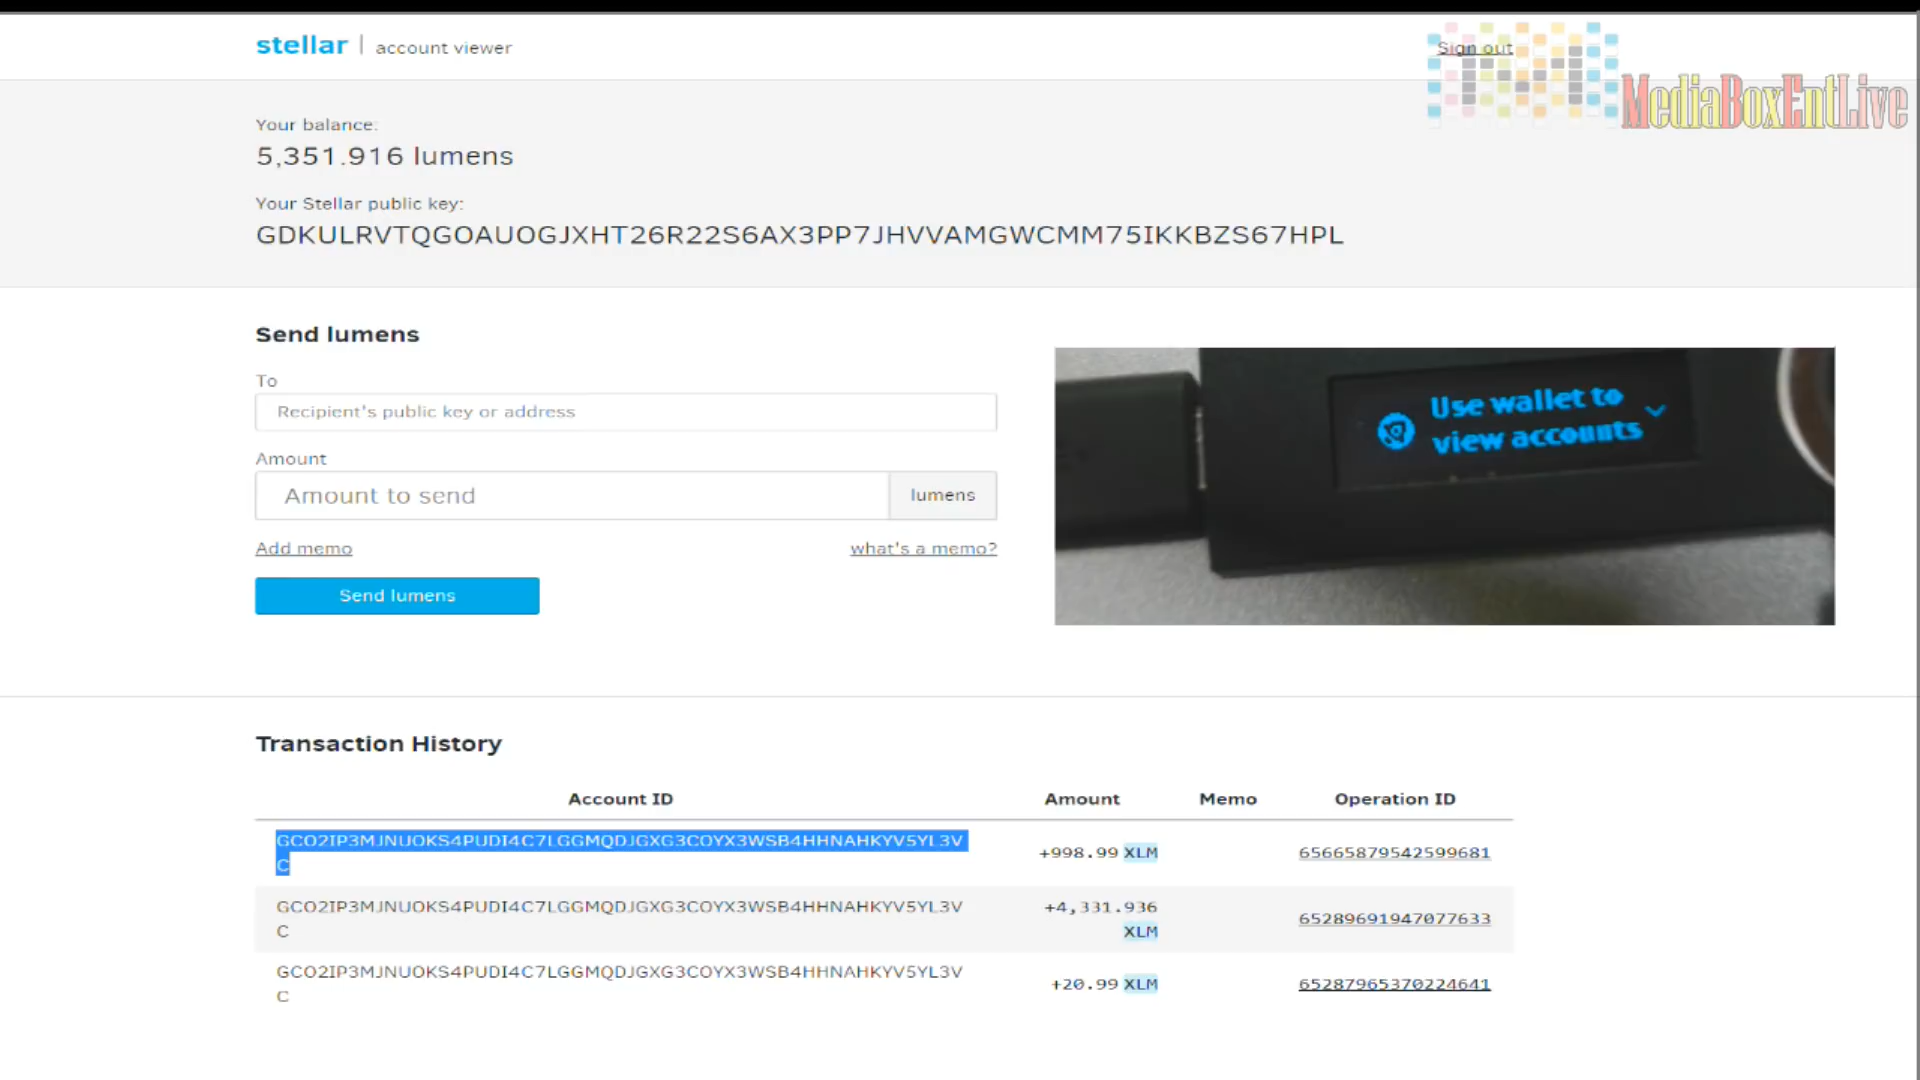 stellar | account viewer
Sign out
MediaBoxEntLive
Your balance:
5,351.916 lumens
Your Stellar public key:
GDKULRVTQGOAUOGJXHT26R22S6AX3PP7JHVVAMGWCMM75IKKBZS67HPL
Send lumens
To
Recipient's public key or address
Amount
Amount to send
lumens
Add memo
what's a memo?
Send lumens
Use wallet to
view accounts
Transaction History
Account ID Amount Memo Operation ID
GCO2IP3MJNUOKS4PUDI4C7LGGMQDJGXG3COYX3WSB4HHNAHKYV5YL3V
C
+998.99 XLM
65665879542599681
GCO2IP3MJNUOKS4PUDI4C7LGGMQDJGXG3COYX3WSB4HHNAHKYV5YL3V
C
+4,331.936
XLM
65289691947077633
GCO2IP3MJNUOKS4PUDI4C7LGGMQDJGXG3COYX3WSB4HHNAHKYV5YL3V
C
+20.99 XLM
65287965370224641